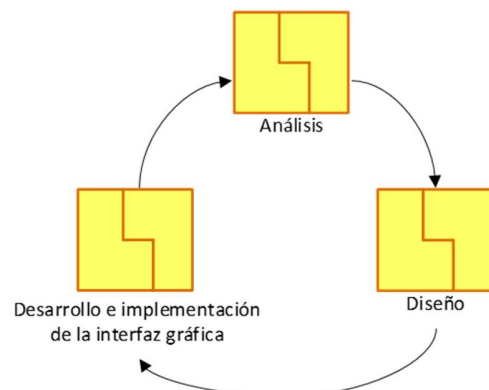 Análisis
Diseño
Desarrollo e implementación
de la interfaz gráfica